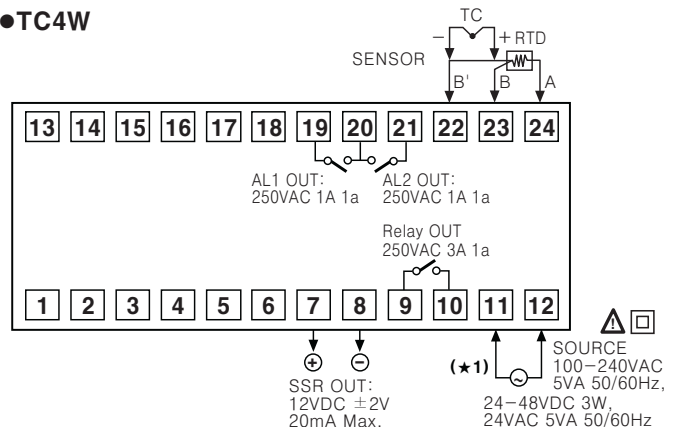 ●TC4W
TC
− + RTD
SENSOR
B' B A
13 14 15 16 17 18 19 20 21 22 23 24
AL1 OUT:
250VAC 1A 1a
AL2 OUT:
250VAC 1A 1a
Relay OUT
250VAC 3A 1a
1 2 3 4 5 6 7 8 9 10 11 12
+ −
SSR OUT:
12VDC ±2V
20mA Max.
(★1)
SOURCE
100−240VAC
5VA 50/60Hz,
24−48VDC 3W,
24VAC 5VA 50/60Hz